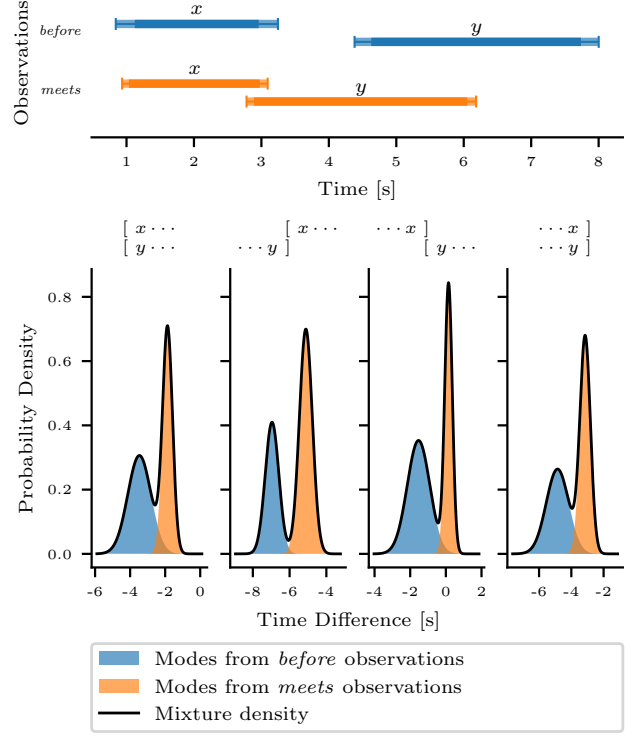 Observations
before
x
y
meets
x
y
1 2 3 4 5 6 7 8
Time [s]
[ x ··· [ x ··· ··· x ] ··· x ]
[ y ··· ··· y ] [ y ··· ··· y ]
Probability Density
0.8
0.6
0.4
0.2
0.0
-6 -4 -2 0 -8 -6 -4 -4 -2 0 2 -6 -4 -2
Time Difference [s]
Modes from before observations
Modes from meets observations
Mixture density